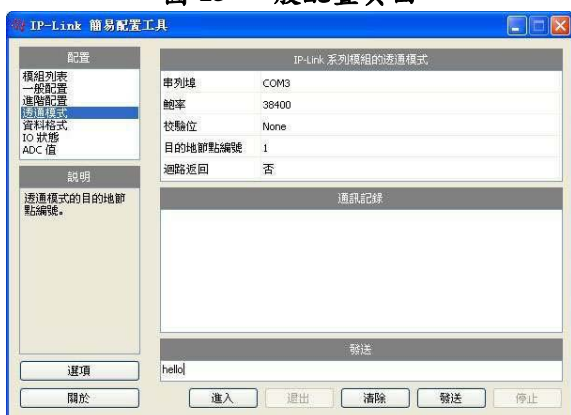 IP-Link 簡易配置工具
配置
模組列表
一般配置
進階配置
透通模式
資料格式
IO 狀態
ADC 值
說明
透通模式的目的地節
點編號。
選項
關於
IP-Link 系列模組的透通模式
串列埠 COM3
鮑率 38400
校驗位 None
目的地節點編號 1
迴路返回 否
通訊記錄
發送
hello
進入 退出 清除 發送 停止